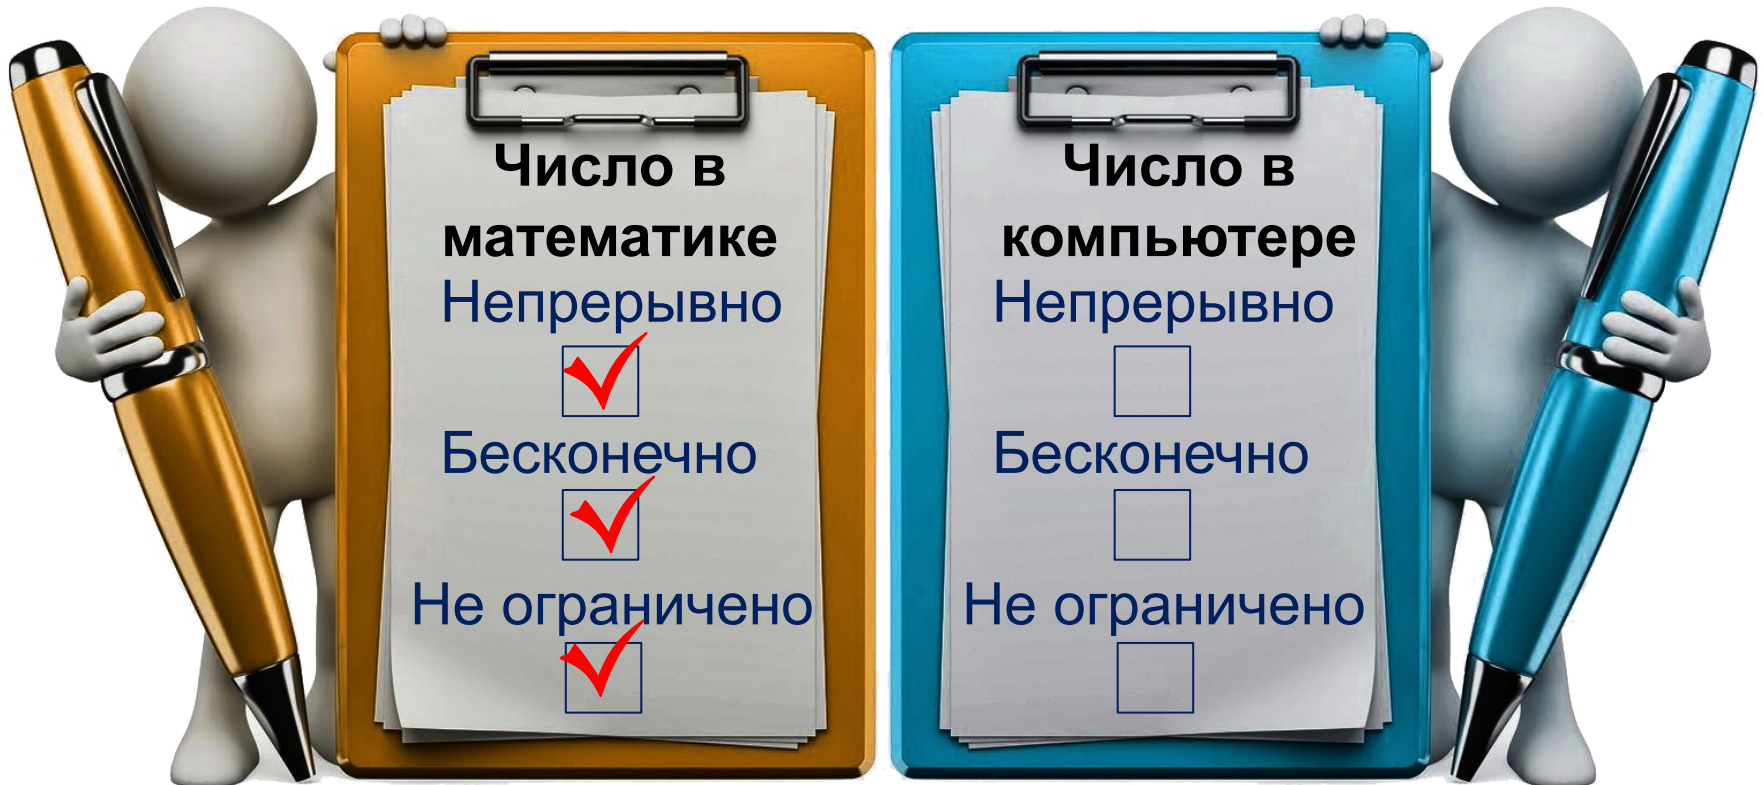 Число в
математике
Непрерывно
Бесконечно
Не ограничено
Число в
компьютере
Непрерывно
Бесконечно
Не ограничено